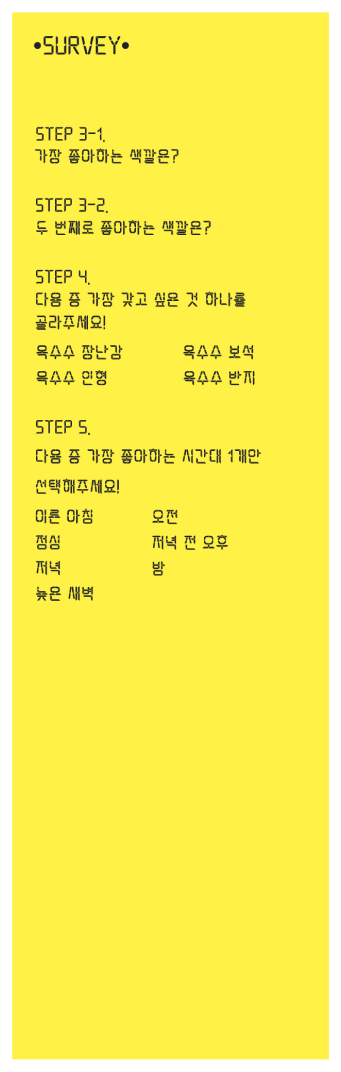 •SURVEY•
STEP 3-1.
가장 좋아하는 색깔은?
STEP 3-2.
두 번째로 좋아하는 색깔은?
STEP 4.
다음 중 가장 갖고 싶은 것 하나를
골라주세요!
옥수수 장난감 옥수수 보석
옥수수 인형 옥수수 반지
STEP 5.
다음 중 가장 좋아하는 시간대 1개만
선택해주세요!
이른 아침 오전
점심 저녁 전 오후
저녁 밤
늦은 새벽